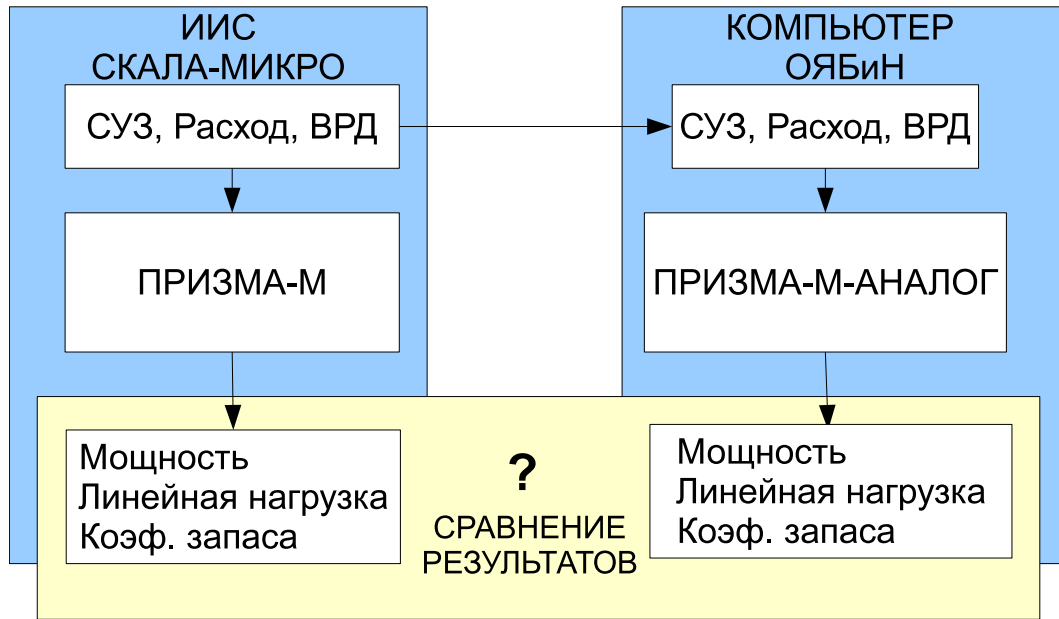 ИИС
СКАЛА-МИКРО
СУЗ, Расход, ВРД
ПРИЗМА-М
Мощность
Линейная нагрузка
Коэф. запаса
КОМПЬЮТЕР
ОЯБиН
СУЗ, Расход, ВРД
ПРИЗМА-М-АНАЛОГ
Мощность
Линейная нагрузка
Коэф. запаса
?
СРАВНЕНИЕ
РЕЗУЛЬТАТОВ